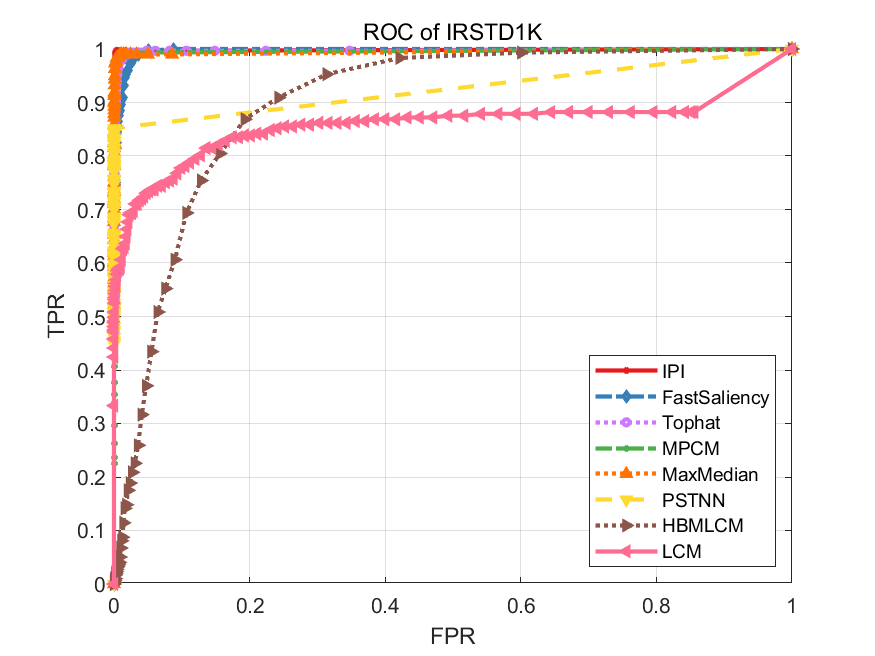 ROC of IRSTD1K
1
0.9
0.8
0.7
0.6
0.5
0.4
0.3
0.2
0.1
0
TPR
0 0.2 0.4 0.6 0.8 1
FPR
IPI
FastSaliency
Tophat
MPCM
MaxMedian
PSTNN
HBMLCM
LCM